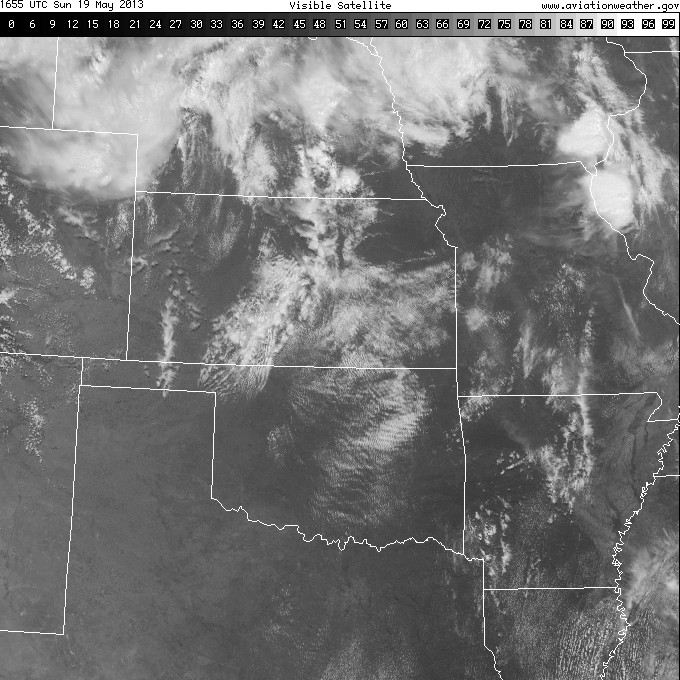 1655 UTC Sun 19 May 2013 Visible Satellite www.aviationweather.gov
0 6 9 12 15 18 21 24 27 30 33 36 39 42 45 48 51 54 57 60 63 66 69 72 75 78 81 84 87 90 93 96 99